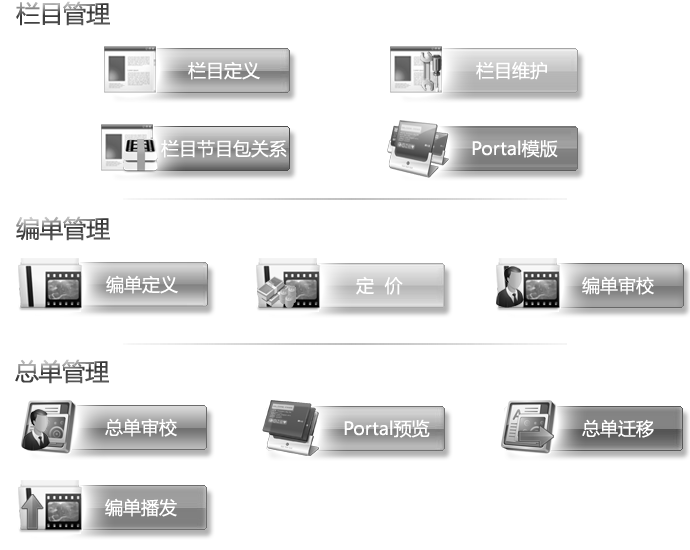 栏目管理
栏目定义
栏目维护
栏目节目包关系
Portal模版
编单管理
编单定义
定 价
编单审校
总单管理
总单审校
Portal预览
总单迁移
编单播发